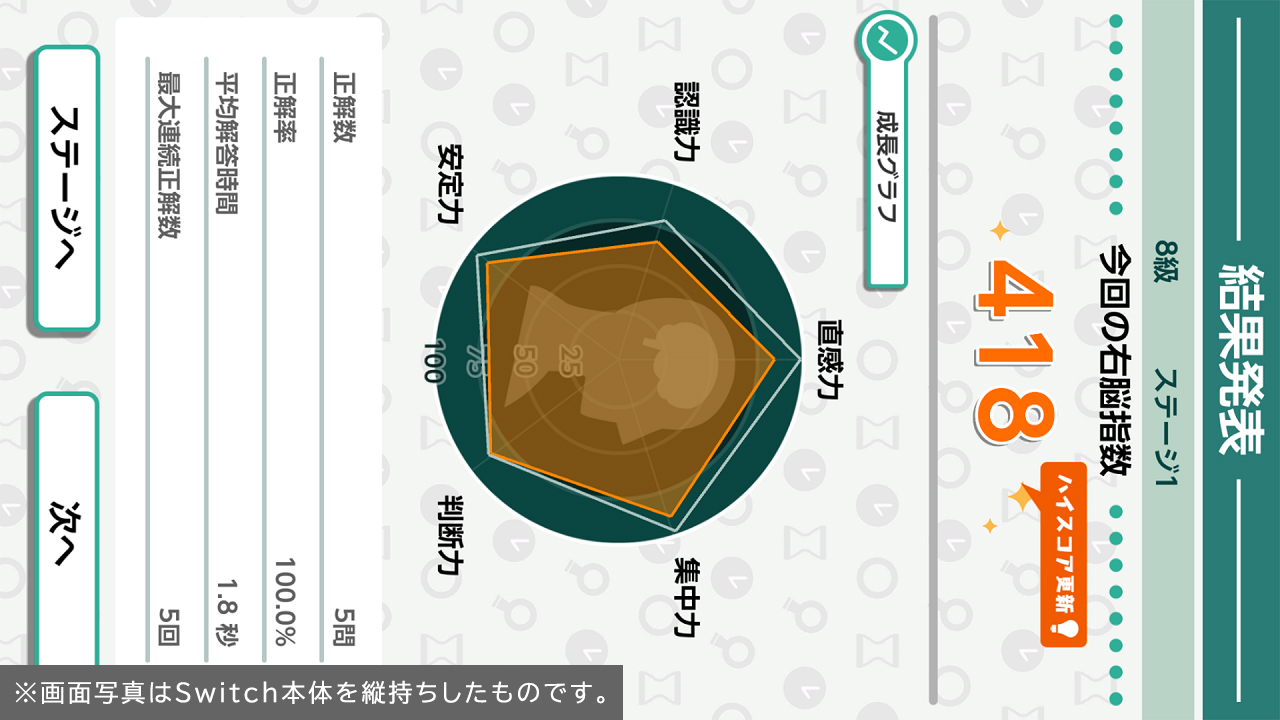 結果発表
8級 ステージ1
今回の右脳指数
418
ハイスコア更新
成長グラフ
直感力
認識力
集中力
安定力
判断力
25
50
75
100
正解数 5問
正解率 100.0%
平均解答時間 1.8 秒
最大連続正解数 5回
ステージへ
次へ
※画面写真はSwitch本体を縦持ちしたものです。